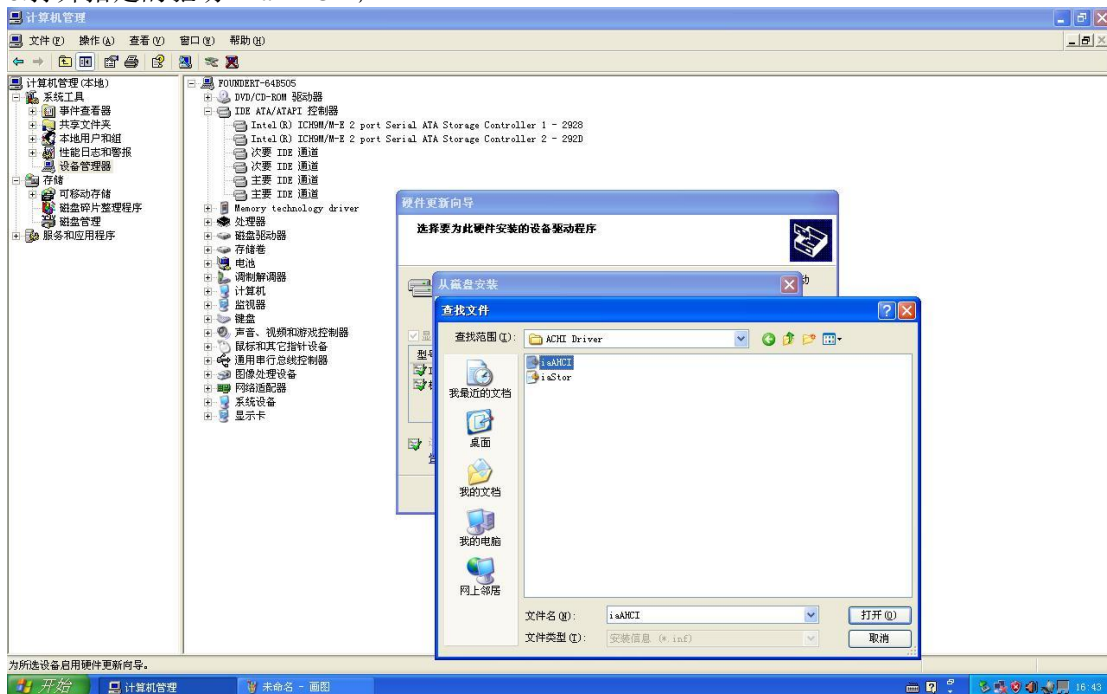 计算机管理
文件(F) 操作(A) 查看(V) 窗口(W) 帮助(H)
计算机管理(本地)
系统工具
事件查看器
共享文件夹
本地用户和组
性能日志和警报
设备管理器
存储
可移动存储
磁盘碎片整理程序
磁盘管理
服务和应用程序
FOUNDERT-64B505
DVD/CD-ROM 驱动器
IDE ATA/ATAPI 控制器
Intel(R) ICH9M/M-E 2 port Serial ATA Storage Controller 1 - 2928
Intel(R) ICH9M/M-E 2 port Serial ATA Storage Controller 2 - 292D
次要 IDE 通道
次要 IDE 通道
主要 IDE 通道
主要 IDE 通道
Memory technology driver
处理器
磁盘驱动器
存储卷
电池
调制解调器
计算机
监视器
键盘
声音、视频和游戏控制器
鼠标和其它指针设备
通用串行总线控制器
图像处理设备
网络适配器
系统设备
显示卡
硬件更新向导
选择要为此硬件安装的设备驱动程序
从磁盘安装
查找文件
查找范围(I): ACHI Driver
iaAHCI
iaStor
我最近的文档
桌面
我的文档
我的电脑
网上邻居
文件名(N): iaAHCI 打开(O)
文件类型(T): 安装信息 (*.inf) 取消
为所选设备启用硬件更新向导。
开始 计算机管理 未命名 - 画图 16:43